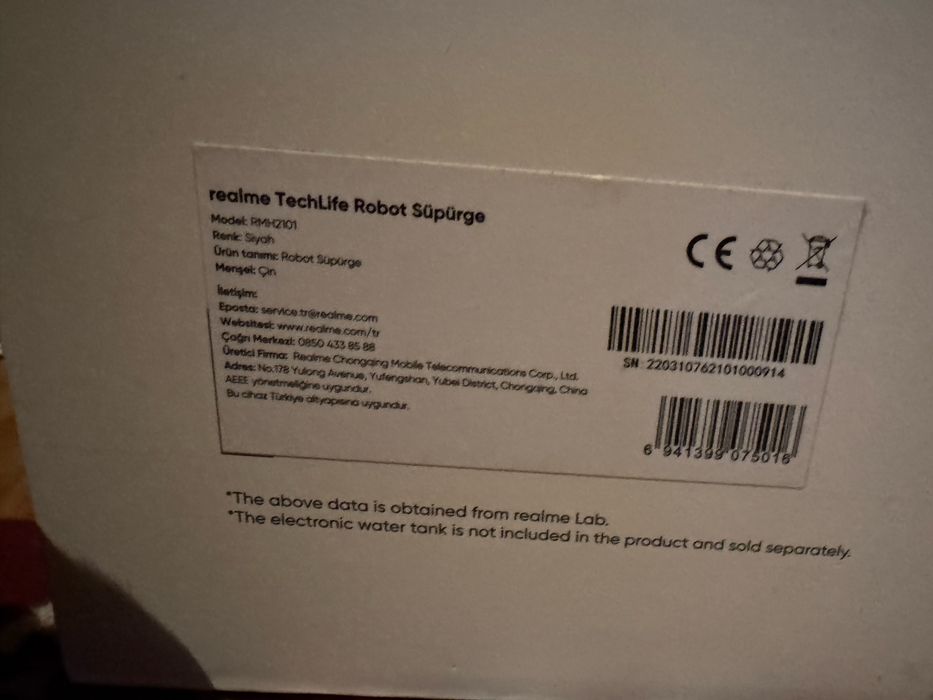 realme TechLife Robot Süpürge
Model: RMH2101
Renk: Siyah
Ürün tanımı: Robot Süpürge
Menşei: Çin
İletişim:
Eposta: service.tr@realme.com
Websitesi: www.realme.com/tr
Çağrı Merkezi: 0850 433 85 88
Üretici Firma: Realme Chongqing Mobile Telecommunications Corp., Ltd.
Adres: No.178 Yulong Avenue, Yufengshan, Yubei District, Chongqing, China
AEEE yönetmeliğine uygundur.
Bu cihaz Türkiye altyapısına uygundur.
CE
SN: 220310762101000914
6 941399 075016
*The above data is obtained from realme Lab.
*The electronic water tank is not included in the product and sold separately.